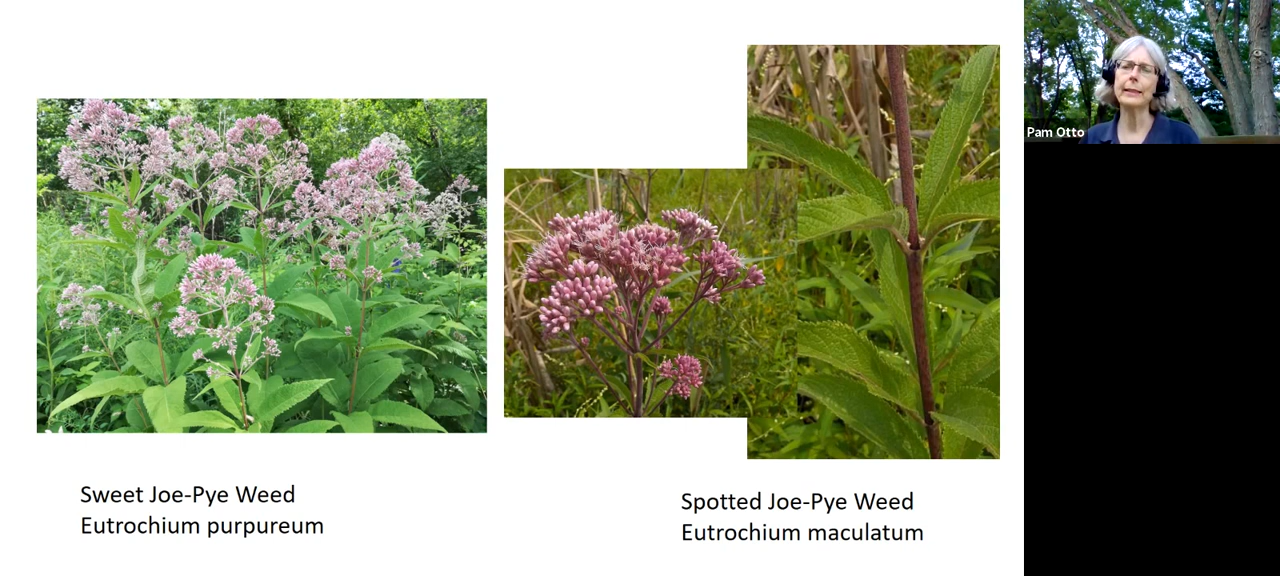 Pam Otto
Sweet Joe-Pye Weed
Eutrochium purpureum
Spotted Joe-Pye Weed
Eutrochium maculatum